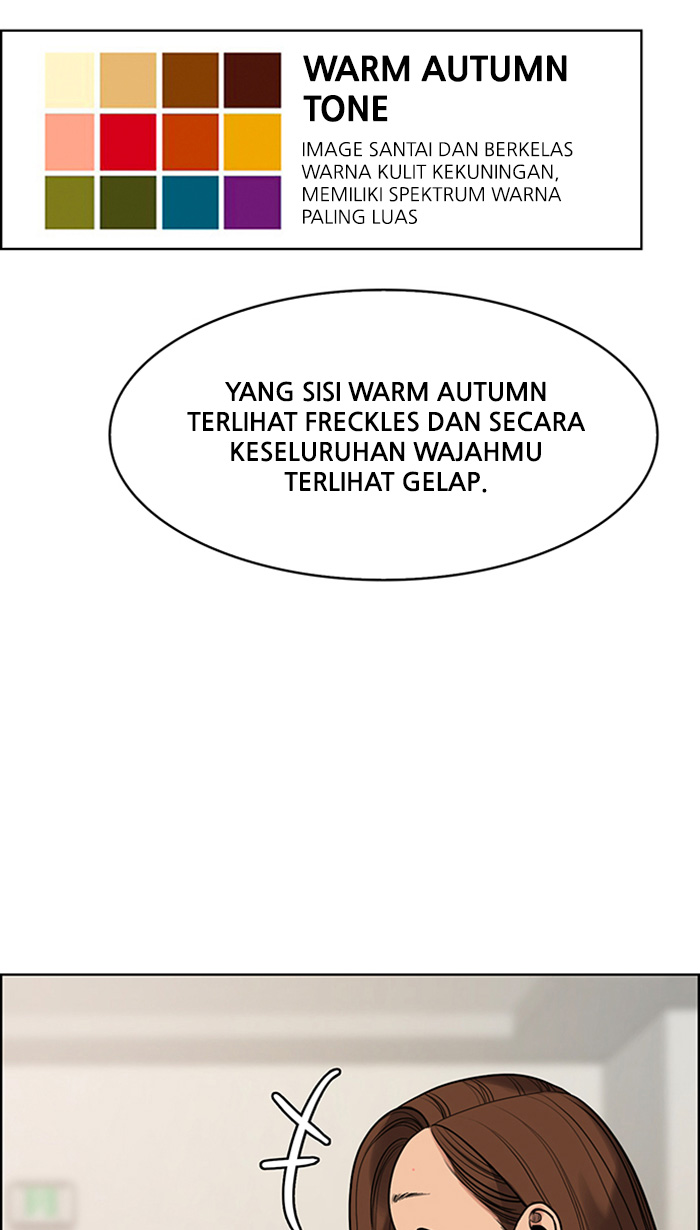 WARM AUTUMN
TONE
IMAGE SANTAI DAN BERKELAS
WARNA KULIT KEKUNINGAN,
MEMILIKI SPEKTRUM WARNA
PALING LUAS
YANG SISI WARM AUTUMN
TERLIHAT FRECKLES DAN SECARA
KESELURUHAN WAJAHMU
TERLIHAT GELAP.